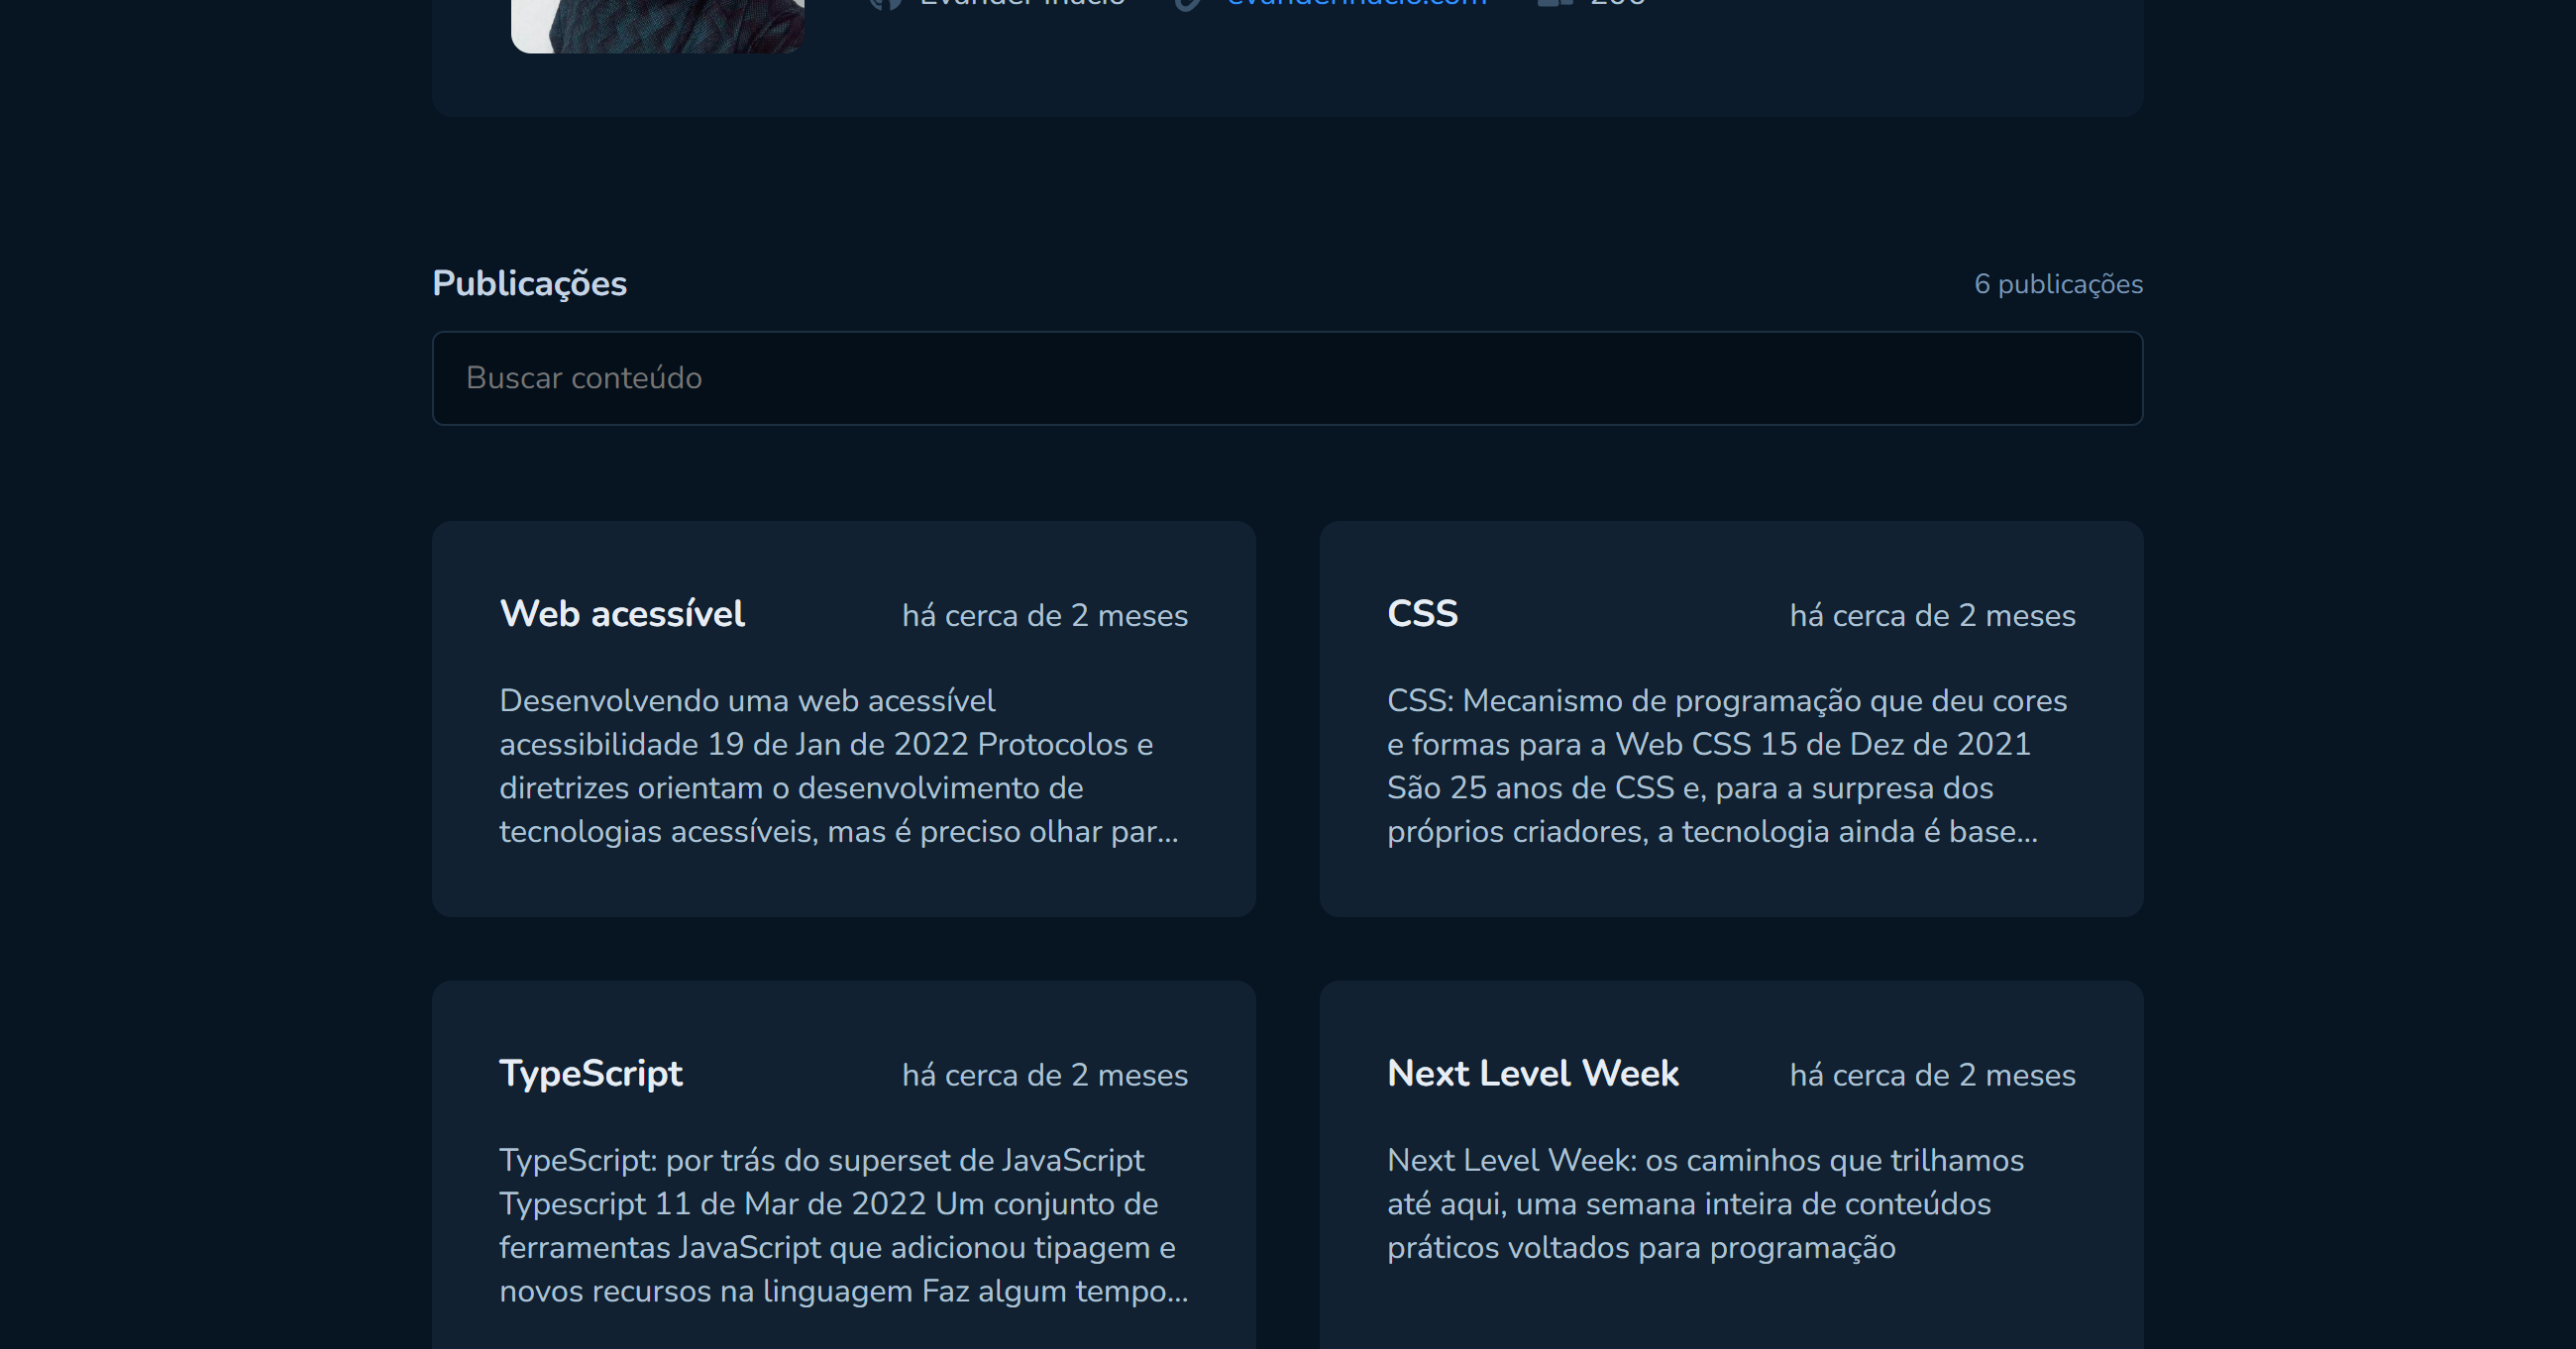 Evander Inácio
evanderinacio.com
Publicações
6 publicações
Buscar conteúdo
Web acessível
há cerca de 2 meses
Desenvolvendo uma web acessível
acessibilidade 19 de Jan de 2022 Protocolos e
diretrizes orientam o desenvolvimento de
tecnologias acessíveis, mas é preciso olhar par...
CSS
há cerca de 2 meses
CSS: Mecanismo de programação que deu cores
e formas para a Web CSS 15 de Dez de 2021
São 25 anos de CSS e, para a surpresa dos
próprios criadores, a tecnologia ainda é base...
TypeScript
há cerca de 2 meses
TypeScript: por trás do superset de JavaScript
Typescript 11 de Mar de 2022 Um conjunto de
ferramentas JavaScript que adicionou tipagem e
novos recursos na linguagem Faz algum tempo...
Next Level Week
há cerca de 2 meses
Next Level Week: os caminhos que trilhamos
até aqui, uma semana inteira de conteúdos
práticos voltados para programação